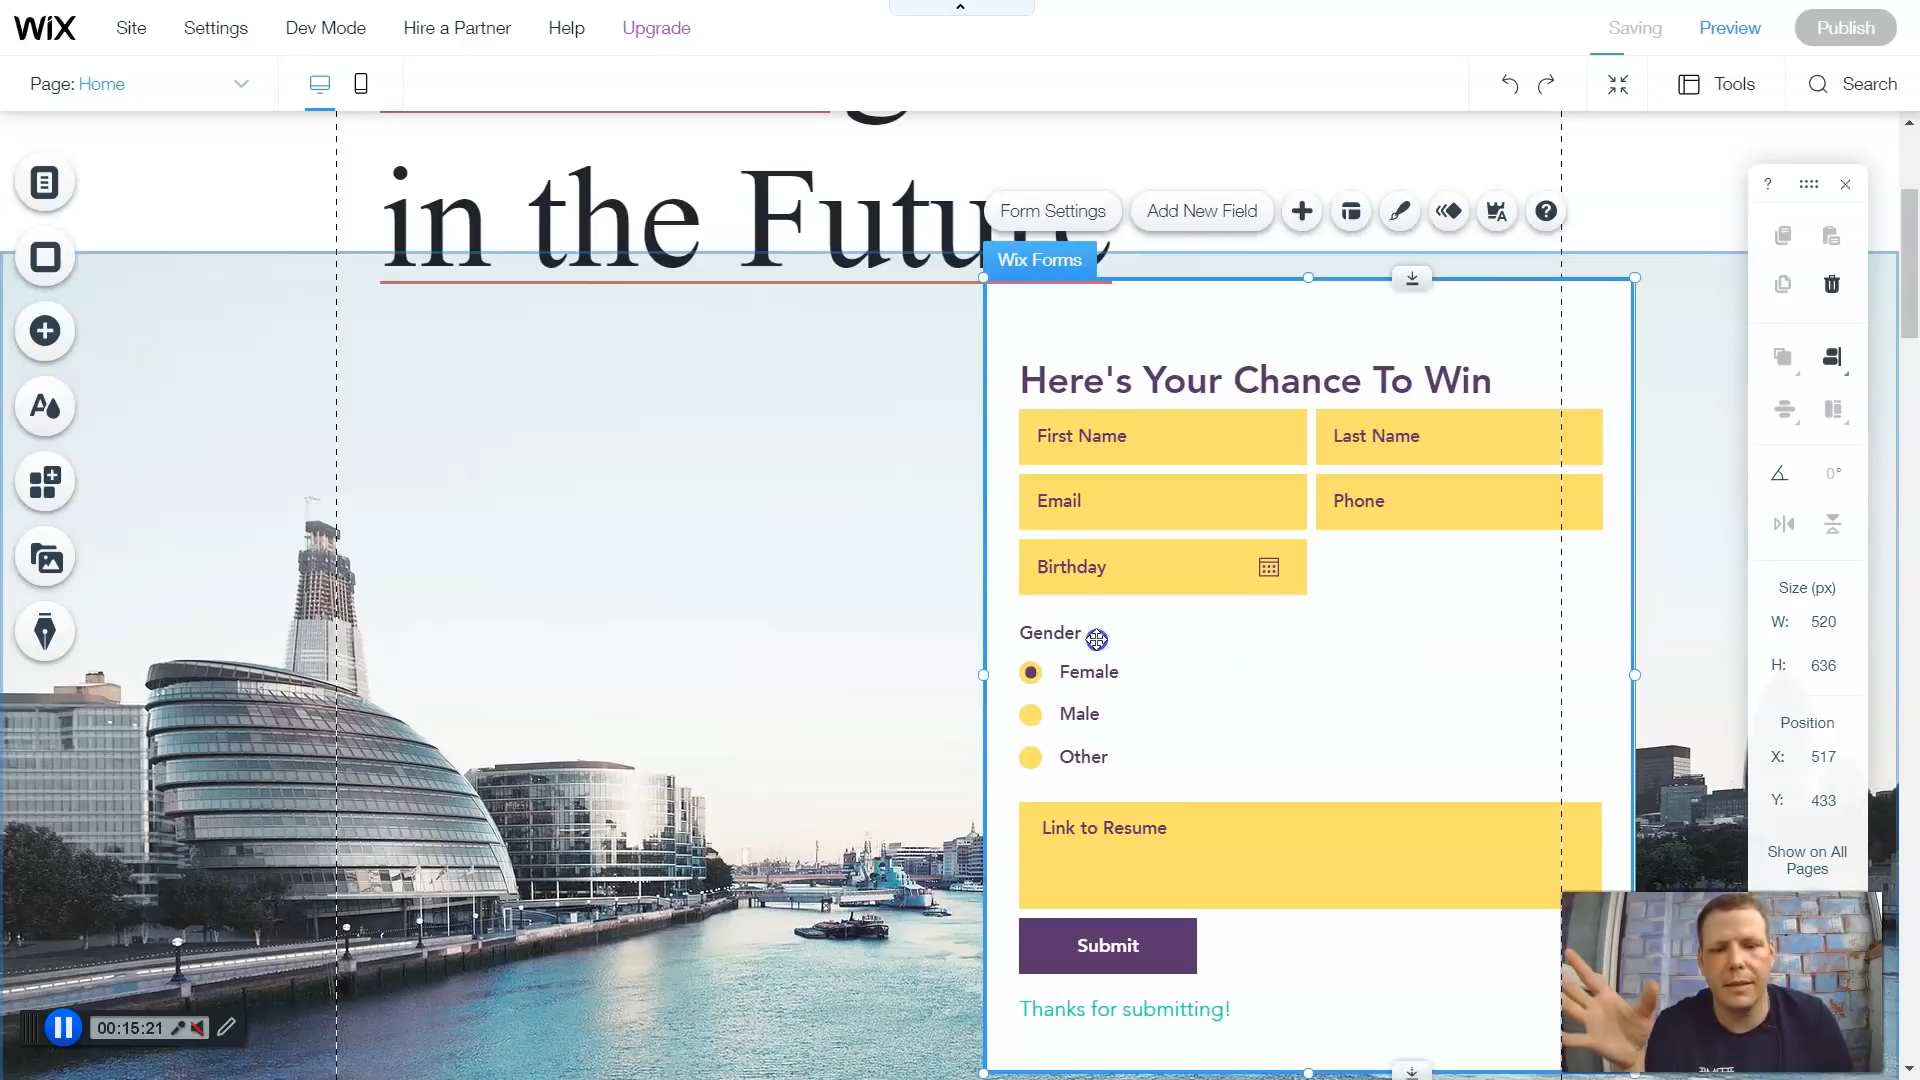 WiX Site Settings Dev Mode Hire a Partner Help Upgrade Saving Preview Publish
Page: Home Tools Search
in the Future
Form Settings Add New Field
Wix Forms
Here's Your Chance To Win
First Name Last Name
Email Phone
Birthday
Gender
Female
Male
Other
Link to Resume
Submit
Thanks for submitting!
?
0°
Size (px)
W: 520
H: 636
Position
X: 517
Y: 433
Show on All
Pages
00:15:21